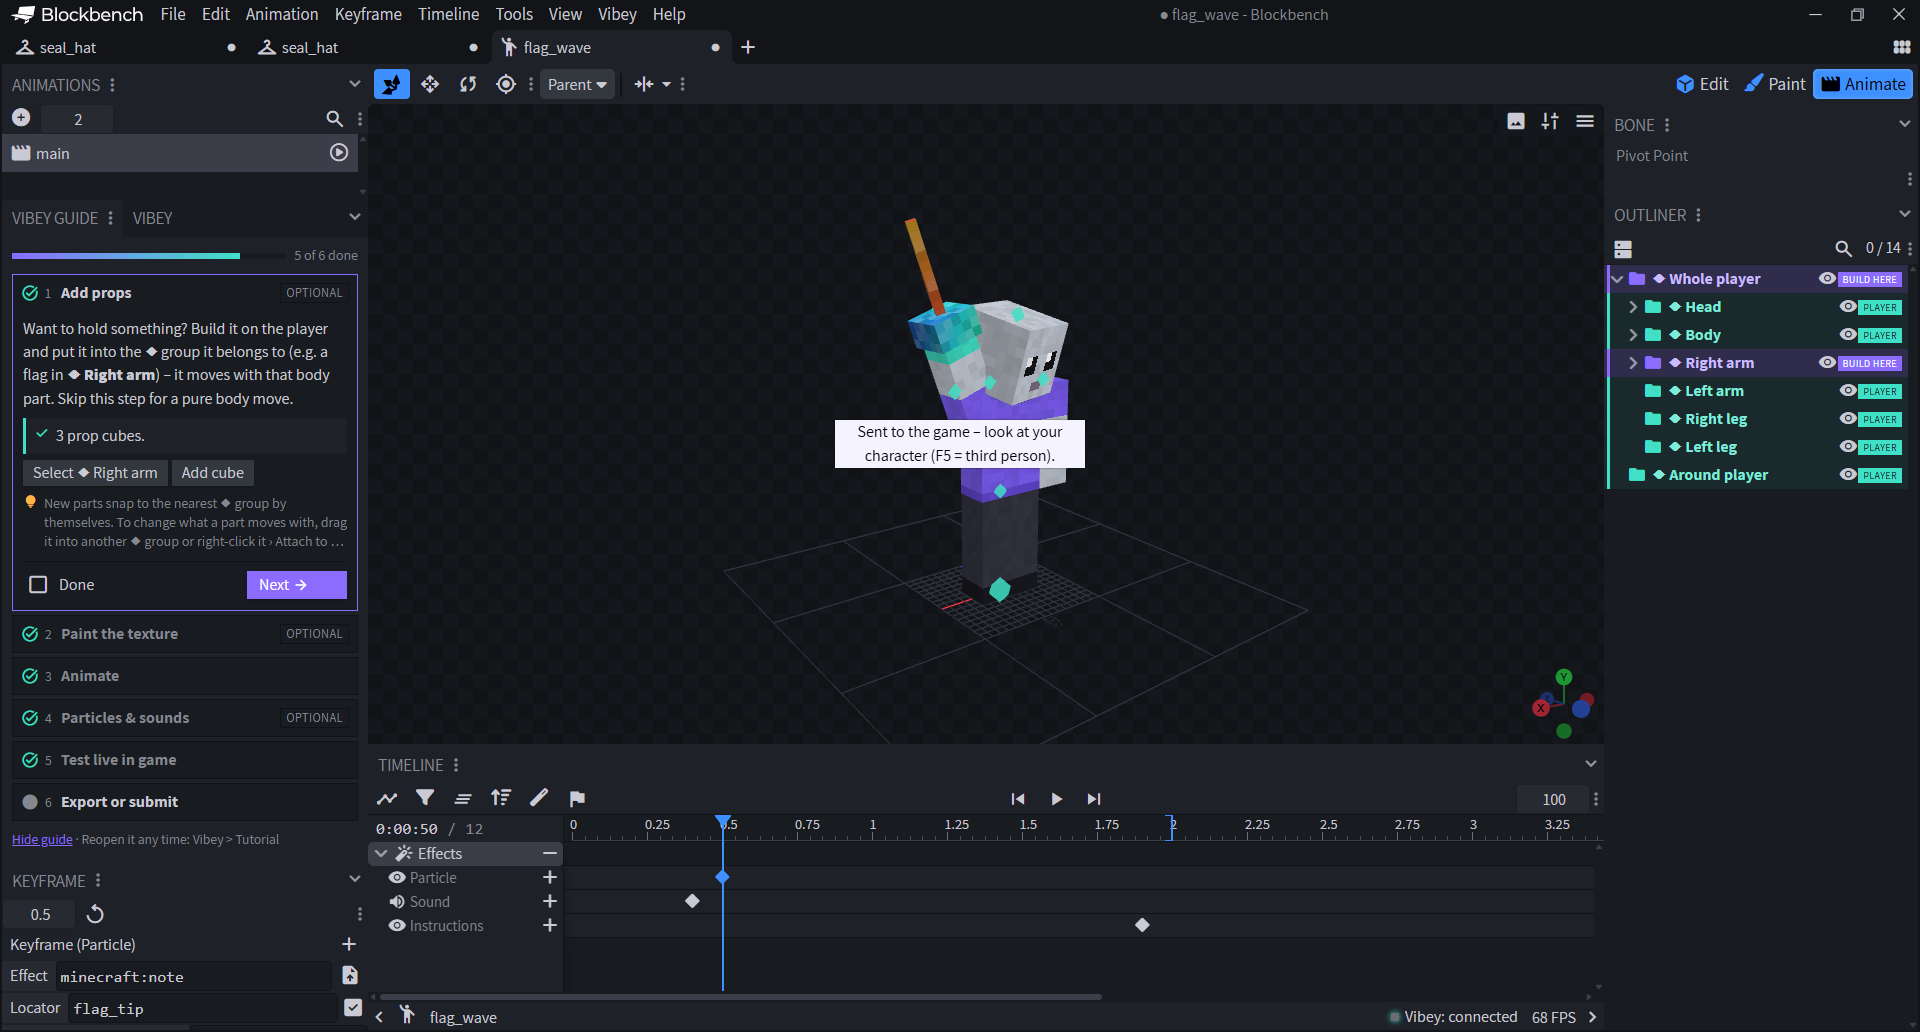 Blockbench File Edit Animation Keyframe Timeline Tools View Vibey Help
flag_wave - Blockbench
seal_hat
seal_hat
flag_wave
ANIMATIONS
2
main
VIBEY GUIDE VIBEY
5 of 6 done
1 Add props OPTIONAL
Want to hold something? Build it on the player
and put it into the ◆ group it belongs to (e.g. a
flag in ◆ Right arm) – it moves with that body
part. Skip this step for a pure body move.
3 prop cubes.
Select ◆ Right arm Add cube
New parts snap to the nearest ◆ group by
themselves. To change what a part moves with, drag
it into another ◆ group or right-click it › Attach to …
Done Next →
2 Paint the texture OPTIONAL
3 Animate
4 Particles & sounds OPTIONAL
5 Test live in game
6 Export or submit
Hide guide · Reopen it any time: Vibey > Tutorial
KEYFRAME
0.5
Keyframe (Particle)
Effect minecraft:note
Locator flag_tip
Parent
Edit Paint Animate
Sent to the game – look at your
character (F5 = third person).
Y
X
Z
TIMELINE
100
0:00:50 / 12
0 0.25 0.5 0.75 1 1.25 1.5 1.75 2 2.25 2.5 2.75 3 3.25
Effects
Particle
Sound
Instructions
flag_wave
Vibey: connected 68 FPS
BONE
Pivot Point
OUTLINER
0 / 14
Whole player BUILD HERE
Head PLAYER
Body PLAYER
Right arm BUILD HERE
Left arm PLAYER
Right leg PLAYER
Left leg PLAYER
Around player PLAYER